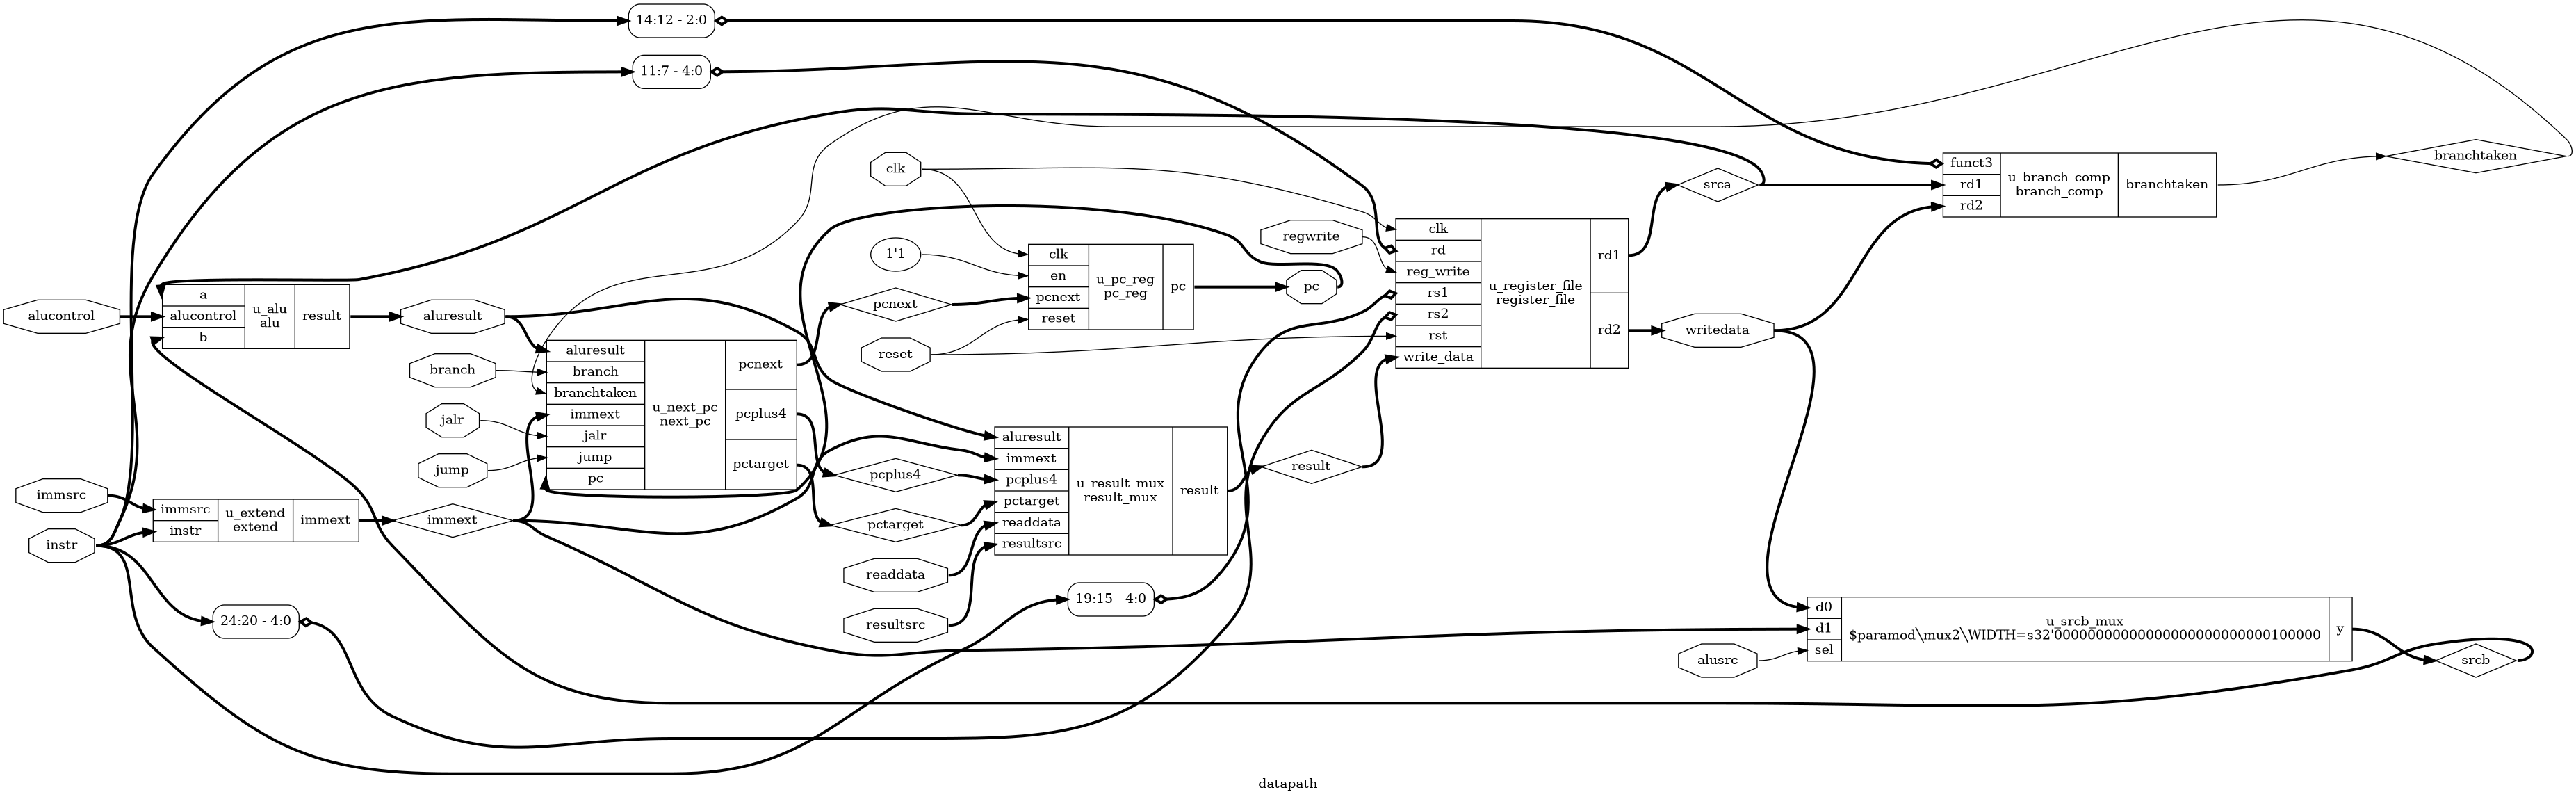 14:12 - 2:0
11:7 - 4:0
clk
regwrite
1'1
pcnext
reset
alucontrol
a
alucontrol
b
u_alu
alu
result
aluresult
branch
jalr
jump
immsrc
instr
immsrc
instr
u_extend
extend
immext
immext
24:20 - 4:0
aluresult
branch
branchtaken
immext
jalr
jump
pc
u_next_pc
next_pc
pcnext
pcplus4
pctarget
pcplus4
pctarget
readdata
resultsrc
clk
en
pcnext
reset
u_pc_reg
pc_reg
pc
pc
aluresult
immext
pcplus4
pctarget
readdata
resultsrc
u_result_mux
result_mux
result
result
19:15 - 4:0
clk
rd
reg_write
rs1
rs2
rst
write_data
u_register_file
register_file
rd1
rd2
srca
writedata
alusrc
funct3
rd1
rd2
u_branch_comp
branch_comp
branchtaken
branchtaken
d0
d1
sel
u_srcb_mux
$paramod\mux2\WIDTH=s32'00000000000000000000000000100000
y
srcb
datapath